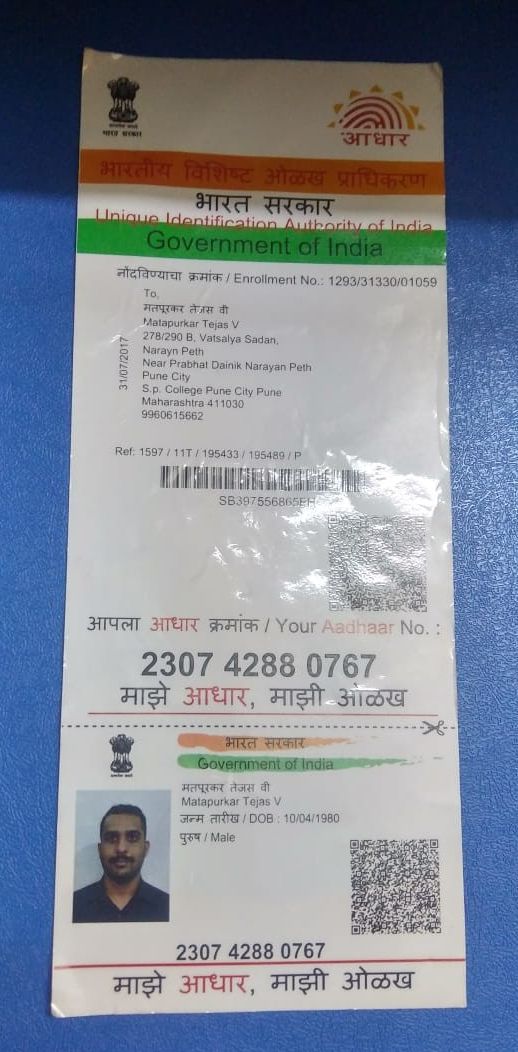 भारत सरकार
आधार
भारतीय विशिष्ट ओळख प्राधिकरण
भारत सरकार
Unique Identification Authority of India
Government of India
नोंदविण्याचा क्रमांक / Enrollment No.: 1293/31330/01059
To,
मतपूरकर तेजस वी
Matapurkar Tejas V
278/290 B, Vatsalya Sadan,
Narayn Peth
Near Prabhat Dainik Narayan Peth
Pune City
S.p. College Pune City Pune
Maharashtra 411030
9960615662
31/07/2017
Ref: 1597 / 11T / 195433 / 195489 / P
SB397556865EH
आपला आधार क्रमांक / Your Aadhaar No. :
2307 4288 0767
माझे आधार, माझी ओळख
भारत सरकार
Government of India
मतपूरकर तेजस वी
Matapurkar Tejas V
जन्म तारीख / DOB : 10/04/1980
पुरुष / Male
2307 4288 0767
माझे आधार, माझी ओळख